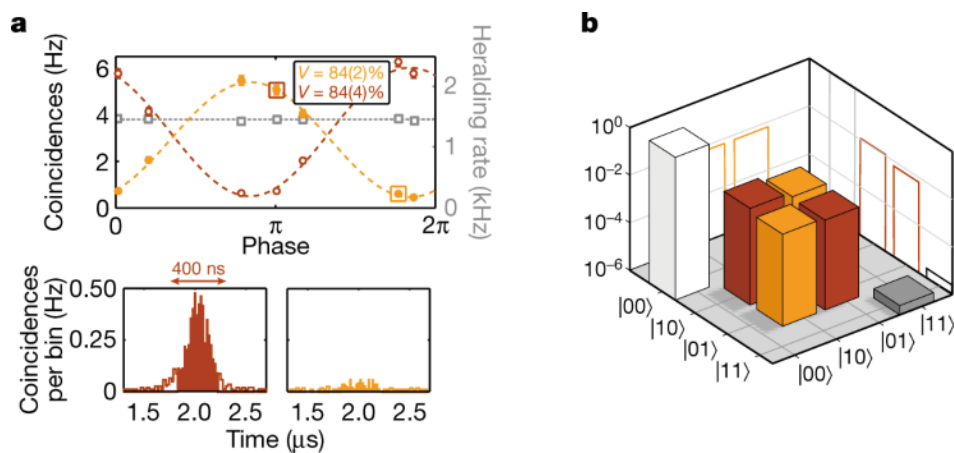 a
Coincidences (Hz)
6
4
2
0
V = 84(2)%
V = 84(4)%
2
1
0
Heralding rate (kHz)
0
π
2π
Phase
400 ns
Coincidences
per bin (Hz)
0.50
0.25
0
1.5
2.0
2.5
1.5
2.0
2.5
Time (μs)
b
10⁰
10⁻²
10⁻⁴
10⁻⁶
|00⟩
|10⟩
|01⟩
|11⟩
|00⟩
|10⟩
|01⟩
|11⟩